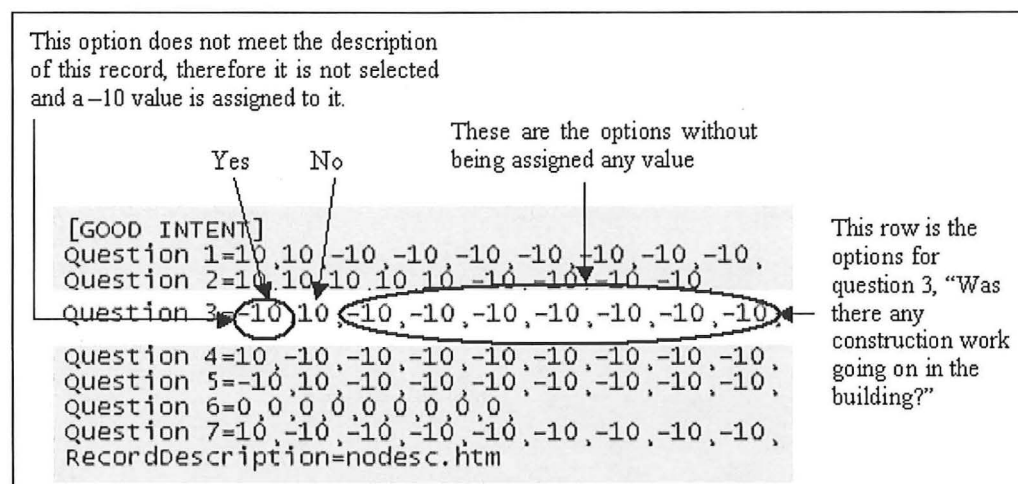 This option does not meet the description
of this record, therefore it is not selected
and a –10 value is assigned to it.
These are the options without
being assigned any value
Yes No
[GOOD INTENT]
Question 1=10,10,-10,-10,-10,-10,-10,-10,-10,
Question 2=10,10,10,10,10,-10,-10,-10,-10
Question 3=-10,10,-10,-10,-10,-10,-10,-10,-10,
Question 4=10,-10,-10,-10,-10,-10,-10,-10,-10,
Question 5=-10,10,-10,-10,-10,-10,-10,-10,-10,
Question 6=0,0,0,0,0,0,0,0,0,
Question 7=10,-10,-10,-10,-10,-10,-10,-10,-10,
RecordDescription=nodesc.htm
This row is the
options for
question 3, “Was
there any
construction work
going on in the
building?”